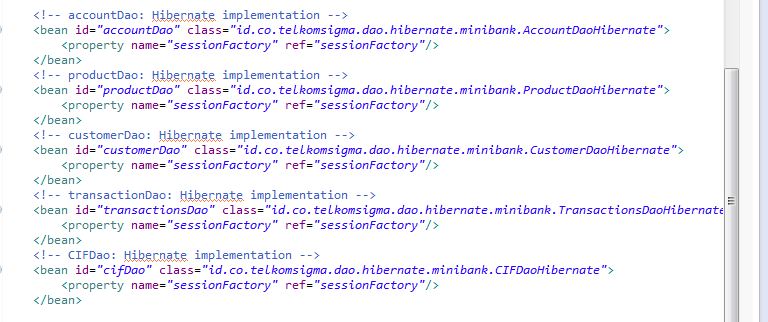 <!-- accountDao: Hibernate implementation -->
<bean id="accountDao" class="id.co.telkomsigma.dao.hibernate.minibank.AccountDaoHibernate">
<property name="sessionFactory" ref="sessionFactory"/>
</bean>
<!-- productDao: Hibernate implementation -->
<bean id="productDao" class="id.co.telkomsigma.dao.hibernate.minibank.ProductDaoHibernate">
<property name="sessionFactory" ref="sessionFactory"/>
</bean>
<!-- customerDao: Hibernate implementation -->
<bean id="customerDao" class="id.co.telkomsigma.dao.hibernate.minibank.CustomerDaoHibernate">
<property name="sessionFactory" ref="sessionFactory"/>
</bean>
<!-- transactionDao: Hibernate implementation -->
<bean id="transactionsDao" class="id.co.telkomsigma.dao.hibernate.minibank.TransactionsDaoHibernate
<property name="sessionFactory" ref="sessionFactory"/>
</bean>
<!-- CIFDao: Hibernate implementation -->
<bean id="cifDao" class="id.co.telkomsigma.dao.hibernate.minibank.CIFDaoHibernate">
<property name="sessionFactory" ref="sessionFactory"/>
</bean>